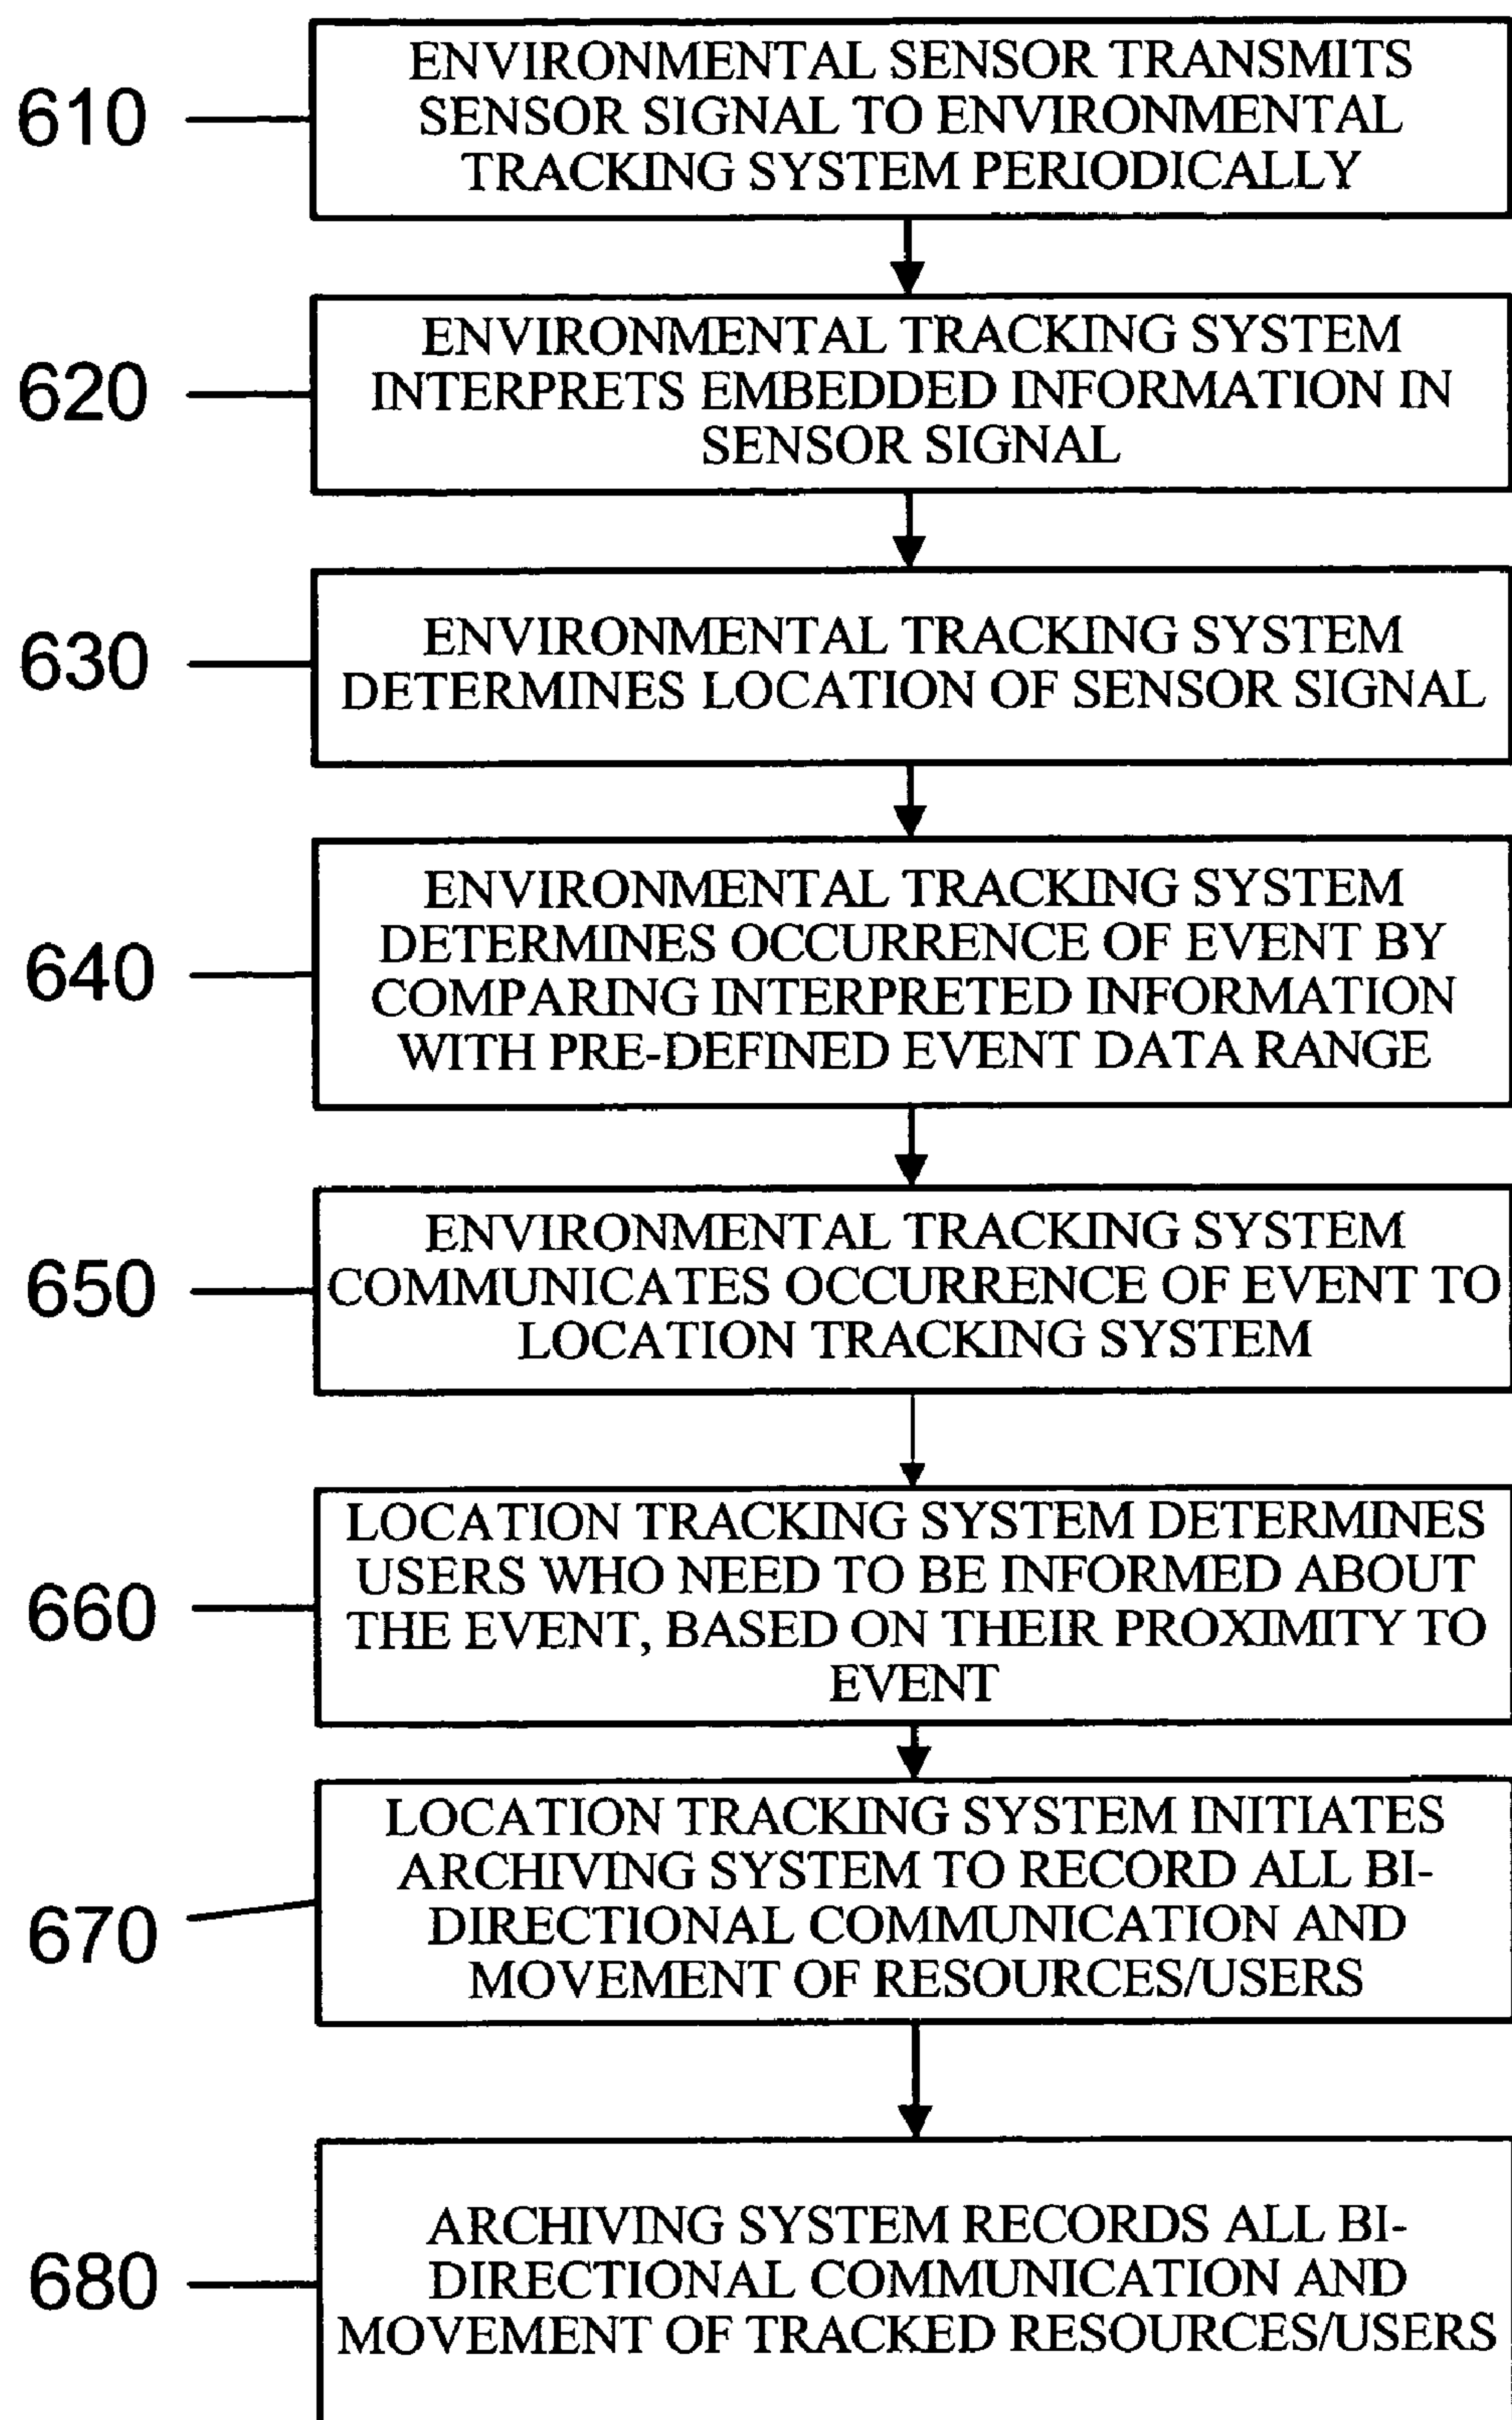 610
ENVIRONMENTAL SENSOR TRANSMITS
SENSOR SIGNAL TO ENVIRONMENTAL
TRACKING SYSTEM PERIODICALLY
620
ENVIRONMENTAL TRACKING SYSTEM
INTERPRETS EMBEDDED INFORMATION IN
SENSOR SIGNAL
630
ENVIRONMENTAL TRACKING SYSTEM
DETERMINES LOCATION OF SENSOR SIGNAL
640
ENVIRONMENTAL TRACKING SYSTEM
DETERMINES OCCURRENCE OF EVENT BY
COMPARING INTERPRETED INFORMATION
WITH PRE-DEFINED EVENT DATA RANGE
650
ENVIRONMENTAL TRACKING SYSTEM
COMMUNICATES OCCURRENCE OF EVENT TO
LOCATION TRACKING SYSTEM
660
LOCATION TRACKING SYSTEM DETERMINES
USERS WHO NEED TO BE INFORMED ABOUT
THE EVENT, BASED ON THEIR PROXIMITY TO
EVENT
670
LOCATION TRACKING SYSTEM INITIATES
ARCHIVING SYSTEM TO RECORD ALL BI-
DIRECTIONAL COMMUNICATION AND
MOVEMENT OF RESOURCES/USERS
680
ARCHIVING SYSTEM RECORDS ALL BI-
DIRECTIONAL COMMUNICATION AND
MOVEMENT OF TRACKED RESOURCES/USERS